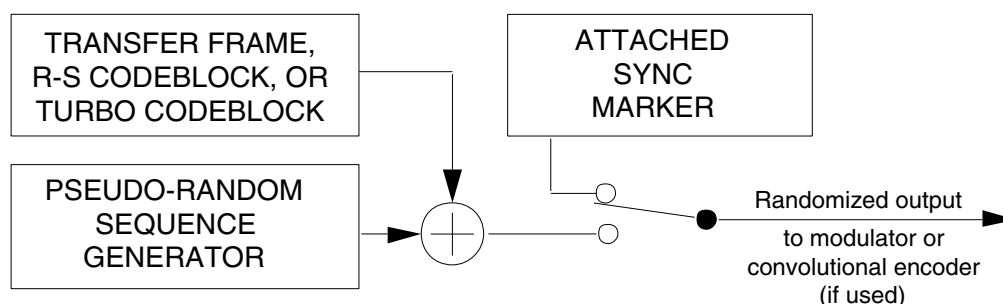 TRANSFER FRAME,
R-S CODEBLOCK, OR
TURBO CODEBLOCK
ATTACHED
SYNC
MARKER
PSEUDO-RANDOM
SEQUENCE
GENERATOR
Randomized output
to modulator or
convolutional encoder
(if used)